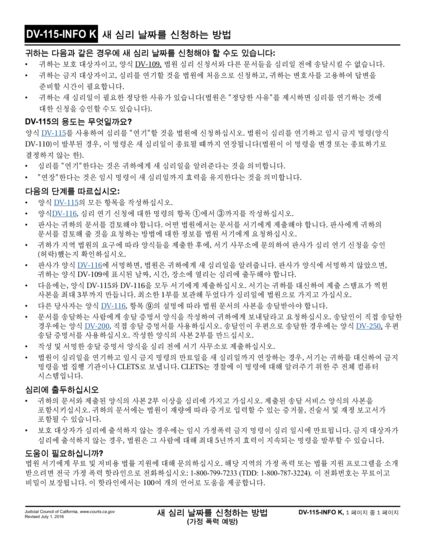 DV-115-INFO K 새 심리 날짜를 신청하는 방법
귀하는 다음과 같은 경우에 새 심리 날짜를 신청해야 할 수도 있습니다:
• 귀하는 보호 대상자이고, 양식 DV-109, 법원 심리 신청서와 다른 문서들을 심리일 전에 송달시킬 수 없습니다.
• 귀하는 금지 대상자이고, 심리를 연기할 것을 법원에 처음으로 신청하고, 귀하는 변호사를 고용하여 답변을
준비할 시간이 필요합니다.
• 귀하는 새 심리일이 필요한 정당한 사유가 있습니다(법원은 "정당한 사유"를 제시하면 심리를 연기하는 것에
대한 신청을 승인할 수도 있습니다).
DV-115의 용도는 무엇일까요?
양식 DV-115를 사용하여 심리를 "연기"할 것을 법원에 신청하십시오. 법원이 심리를 연기하고 임시 금지 명령(양식
DV-110)이 발부된 경우, 이 명령은 새 심리일이 종료될 때까지 연장됩니다(법원이 이 명령을 변경 또는 종료하기로
결정하지 않는 한).
• 심리를 "연기"한다는 것은 귀하에게 새 심리일을 알려준다는 것을 의미합니다.
• "연장"한다는 것은 임시 명령이 새 심리일까지 효력을 유지한다는 것을 의미합니다.
다음의 단계를 따르십시오:
• 양식 DV-115의 모든 항목을 작성하십시오.
• 양식DV-116, 심리 연기 신청에 대한 명령의 항목 ①에서 ③까지를 작성하십시오.
• 판사는 귀하의 문서를 검토해야 합니다. 어떤 법원에서는 문서를 서기에게 제출해야 합니다. 판사에게 귀하의
문서를 검토해 줄 것을 요청하는 방법에 대한 정보를 법원 서기에게 요청하십시오.
• 귀하가 지역 법원의 요구에 따라 양식들을 제출한 후에, 서기 사무소에 문의하여 판사가 심리 연기 신청을 승인
(허락)했는지 확인하십시오.
• 판사가 양식 DV-116에 서명하면, 법원은 귀하에게 새 심리일을 알려줍니다. 판사가 양식에 서명하지 않았으면,
귀하는 양식 DV-109에 표시된 날짜, 시간, 장소에 열리는 심리에 출두해야 합니다.
• 다음에는, 양식 DV-115와 DV-116을 모두 서기에게 제출하십시오. 서기는 귀하를 대신하여 제출 스탬프가 찍힌
사본을 최대 3부까지 만듭니다. 최소한 1부를 보관해 두었다가 심리일에 법원으로 가지고 가십시오.
• 다른 당사자는 양식 DV-116, 항목 ⑨의 설명에 따라 법원 문서의 사본을 송달받아야 합니다.
• 문서를 송달하는 사람에게 송달 증명서 양식을 작성하여 귀하에게 보내달라고 요청하십시오. 송달인이 직접 송달한
경우에는 양식 DV-200, 직접 송달 증명서를 사용하십시오. 송달인이 우편으로 송달한 경우에는 양식 DV-250, 우편
송달 증명서를 사용하십시오. 작성한 양식의 사본 2부를 만드십시오.
• 작성 및 서명한 송달 증명서 양식을 심리 전에 서기 사무소로 제출하십시오.
• 법원이 심리일을 연기하고 임시 금지 명령의 만료일을 새 심리일까지 연장하는 경우, 서기는 귀하를 대신하여 금지
명령을 법 집행 기관이나 CLETS로 보냅니다. CLETS는 경찰에 이 명령에 대해 알려주기 위한 주 전체 컴퓨터
시스템입니다.
심리에 출두하십시오
• 귀하의 문서와 제출된 양식의 사본 2부 이상을 심리에 가지고 가십시오. 제출된 송달 서비스 양식의 사본을
포함시키십시오. 귀하의 문서에는 법원이 재량에 따라 증거로 입력할 수 있는 증거물, 진술서 및 재정 보고서가
포함될 수 있습니다.
• 보호 대상자가 심리에 출석하지 않는 경우에는 임시 가정폭력 금지 명령이 심리 일시에 만료됩니다. 금지 대상자가
심리에 출석하지 않는 경우, 법원은 그 사람에 대해 최대 5년까지 효력이 지속되는 명령을 발부할 수 있습니다.
도움이 필요하십니까?
법원 서기에게 무료 및 저비용 법률 지원에 대해 문의하십시오. 해당 지역의 가정 폭력 또는 법률 지원 프로그램을 소개
받으려면 전국 가정 폭력 핫라인으로 전화하십시오: 1-800-799-7233 (TDD: 1-800-787-3224). 이 전화번호는 무료이고
비밀이 보장됩니다. 이 핫라인에서는 100여 개의 언어로 도움을 제공합니다.
Judicial Council of California, www.courts.ca.gov
Revised July 1, 2016
새 심리 날짜를 신청하는 방법
(가정 폭력 예방)
DV-115-INFO K, 1 페이지 중 1 페이지